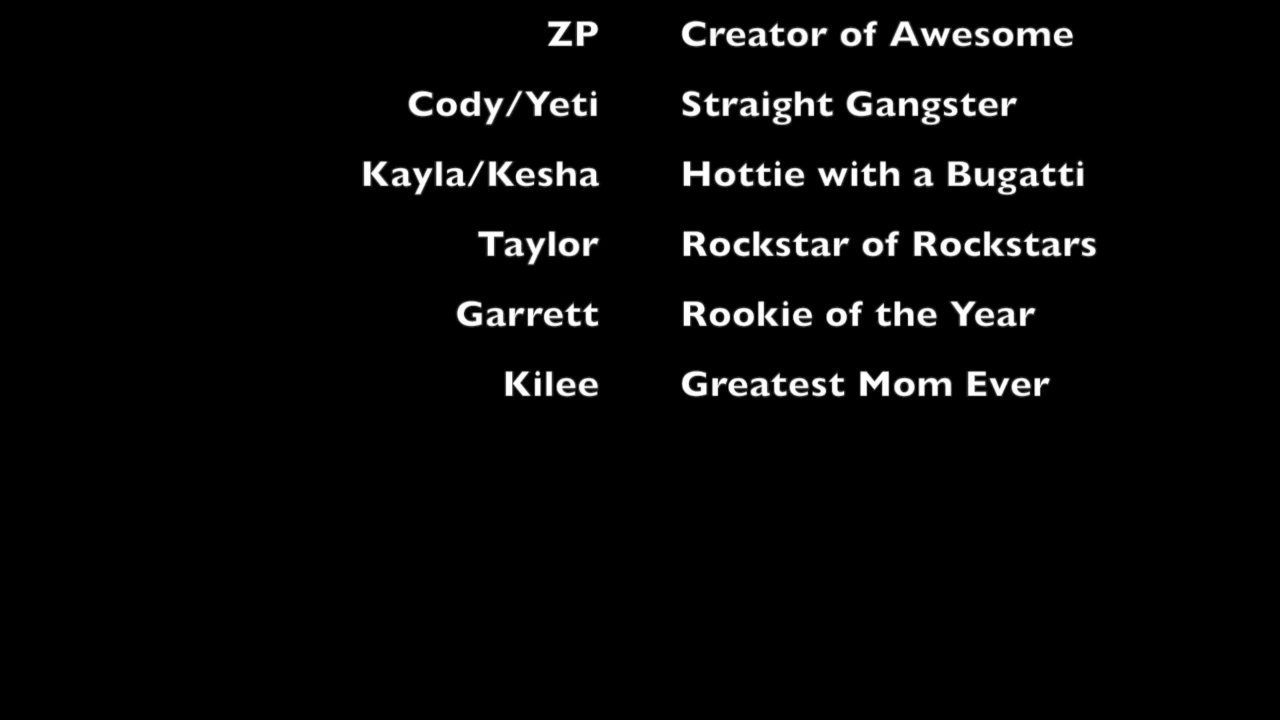 ZP Creator of Awesome
Cody/Yeti Straight Gangster
Kayla/Kesha Hottie with a Bugatti
Taylor Rockstar of Rockstars
Garrett Rookie of the Year
Kilee Greatest Mom Ever